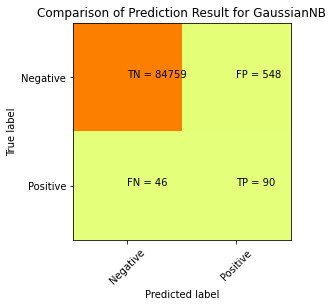 Comparison of Prediction Result for GaussianNB
True label
Negative
TN = 84759
FP = 548
Positive
FN = 46
TP = 90
Negative
Positive
Predicted label